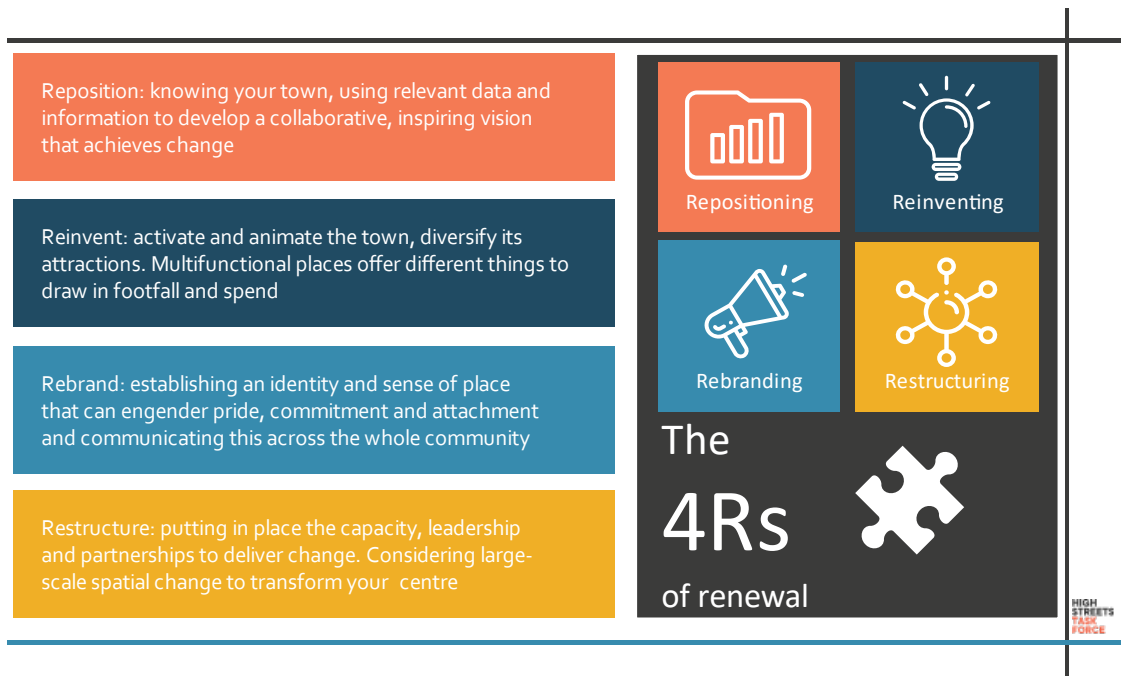 Reposition: knowing your town, using relevant data and
information to develop a collaborative, inspiring vision
that achieves change
Reinvent: activate and animate the town, diversify its
attractions. Multifunctional places offer different things to
draw in footfall and spend
Rebrand: establishing an identity and sense of place
that can engender pride, commitment and attachment
and communicating this across the whole community
Restructure: putting in place the capacity, leadership
and partnerships to deliver change. Considering large-
scale spatial change to transform your  centre
Repositioning
Reinventing
Rebranding
Restructuring
The
4Rs
of renewal
HIGH
STREETS
TASK
FORCE